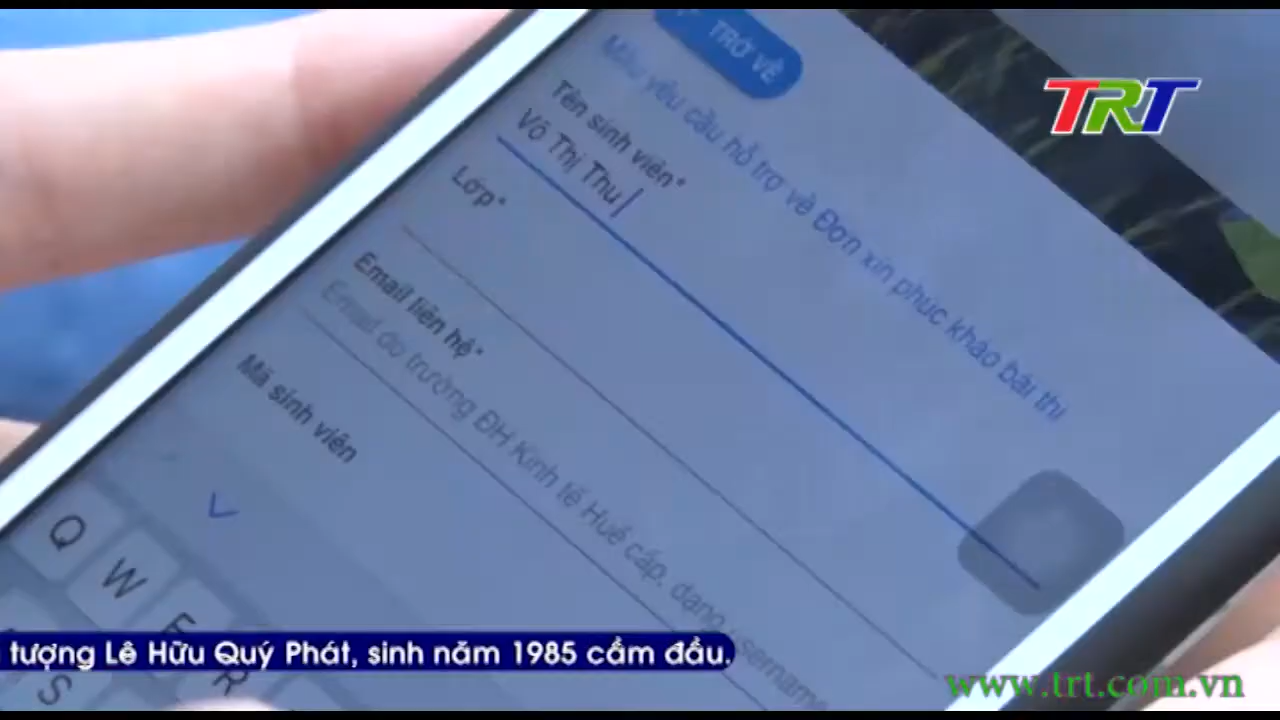 TRỞ VỀ
TRT
Mẫu yêu cầu hỗ trợ về Đơn xin phúc khảo bài thi
Tên sinh viên*
Võ Thị Thu
Lớp*
Email liên hệ*
Email do trường ĐH Kinh tế Huế cấp, dạng username
Mã sinh viên
Q W E R
S
tượng Lê Hữu Quý Phát, sinh năm 1985 cầm đầu.
www.trt.com.vn